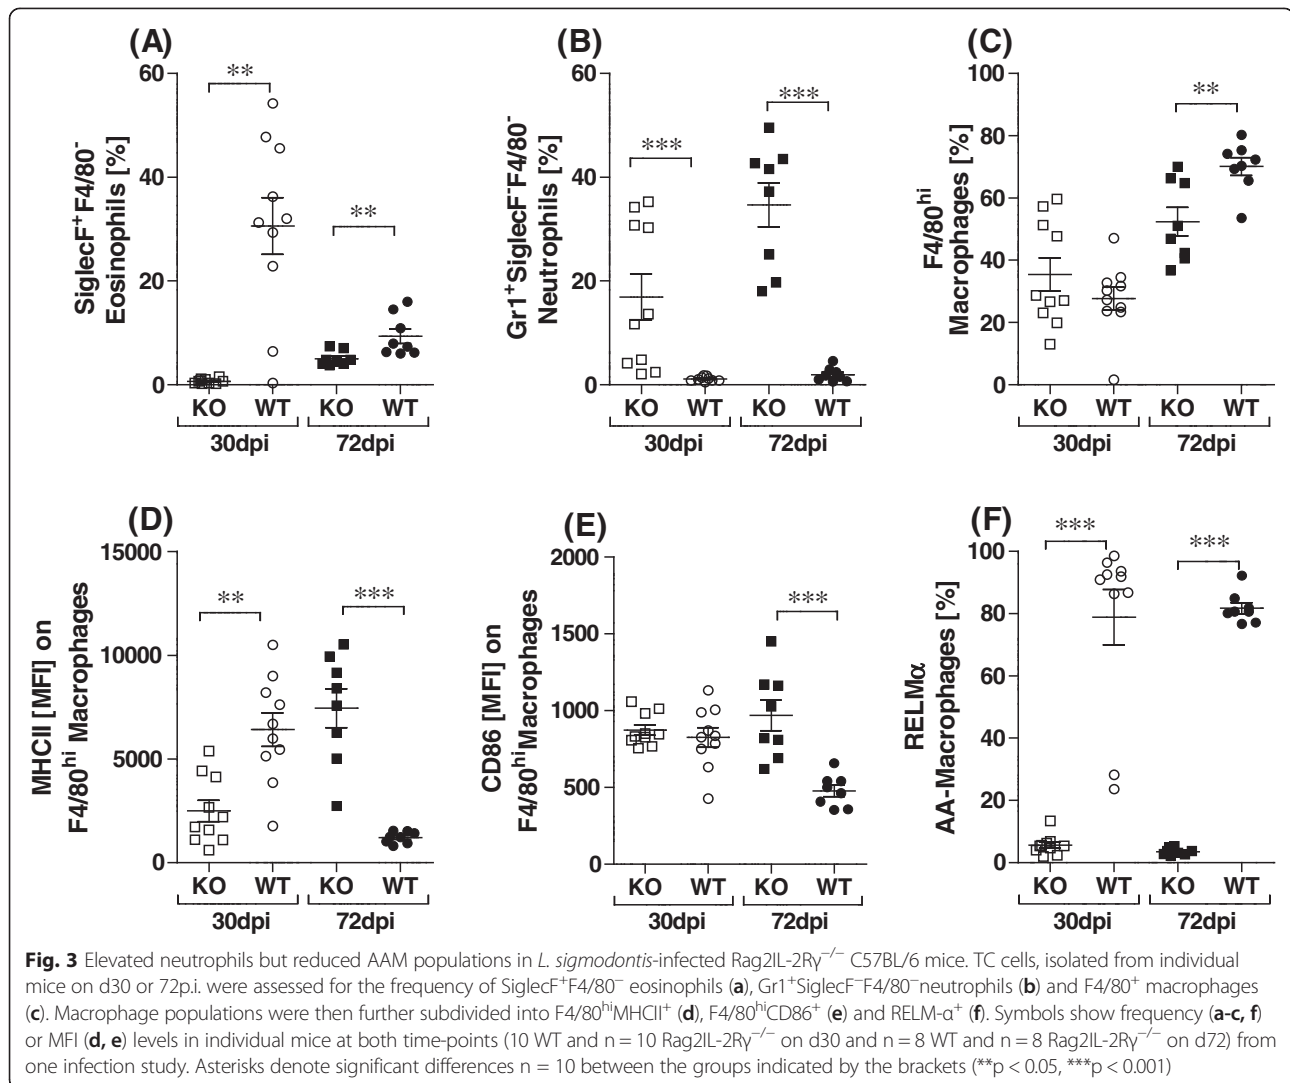 (A)
SiglecF⁺F4/80⁻
Eosinophils [%]
60
40
20
0
**
**
KO WT KO WT
30dpi 72dpi
(B)
Gr1⁺SiglecF⁻F4/80⁻
Neutrophils [%]
60
40
20
0
***
***
KO WT KO WT
30dpi 72dpi
(C)
F4/80ʰⁱ
Macrophages [%]
100
80
60
40
20
0
**
KO WT KO WT
30dpi 72dpi
(D)
MHCII [MFI] on
F4/80ʰⁱ Macrophages
15000
10000
5000
0
**
***
KO WT KO WT
30dpi 72dpi
(E)
CD86 [MFI] on
F4/80ʰⁱ Macrophages
2000
1500
1000
500
0
***
KO WT KO WT
30dpi 72dpi
(F)
RELMα
AA-Macrophages [%]
100
80
60
40
20
0
***
***
KO WT KO WT
30dpi 72dpi
Fig. 3 Elevated neutrophils but reduced AAM populations in L. sigmodontis-infected Rag2IL-2Rγ⁻/⁻ C57BL/6 mice. TC cells, isolated from individual
mice on d30 or 72p.i. were assessed for the frequency of SiglecF⁺F4/80⁻ eosinophils (a), Gr1⁺SiglecF⁻F4/80⁻neutrophils (b) and F4/80⁺ macrophages
(c). Macrophage populations were then further subdivided into F4/80ʰⁱMHCII⁺ (d), F4/80ʰⁱCD86⁺ (e) and RELM-α⁺ (f). Symbols show frequency (a-c, f)
or MFI (d, e) levels in individual mice at both time-points (10 WT and n = 10 Rag2IL-2Rγ⁻/⁻ on d30 and n = 8 WT and n = 8 Rag2IL-2Rγ⁻/⁻ on d72) from
one infection study. Asterisks denote significant differences n = 10 between the groups indicated by the brackets (**p < 0.05, ***p < 0.001)